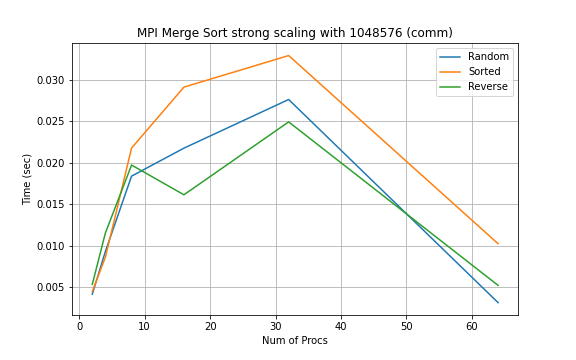 MPI Merge Sort strong scaling with 1048576 (comm)
Random
Sorted
Reverse
0.030
0.025
0.020
0.015
0.010
0.005
Time (sec)
0 10 20 30 40 50 60
Num of Procs